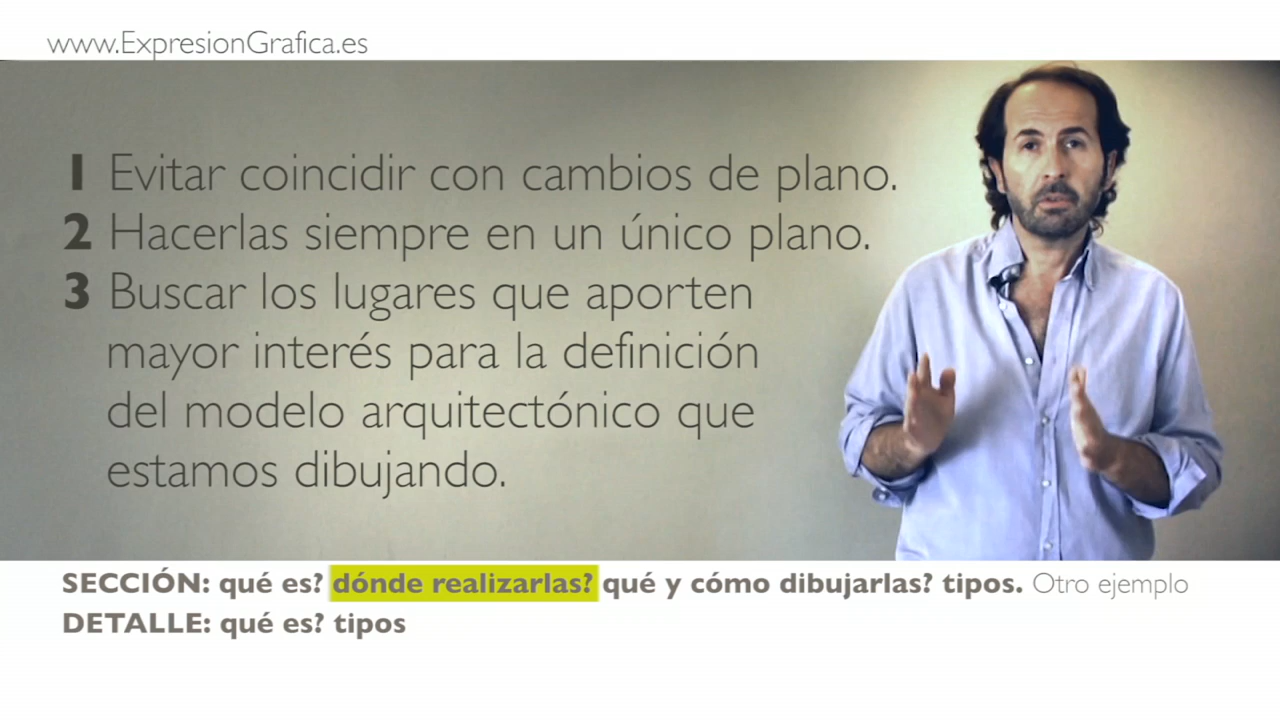 www.ExpresionGrafica.es
1 Evitar coincidir con cambios de plano.
2 Hacerlas siempre en un único plano.
3 Buscar los lugares que aporten
mayor interés para la definición
del modelo arquitectónico que
estamos dibujando.
SECCIÓN: qué es? dónde realizarlas? qué y cómo dibujarlas? tipos. Otro ejemplo
DETALLE: qué es? tipos